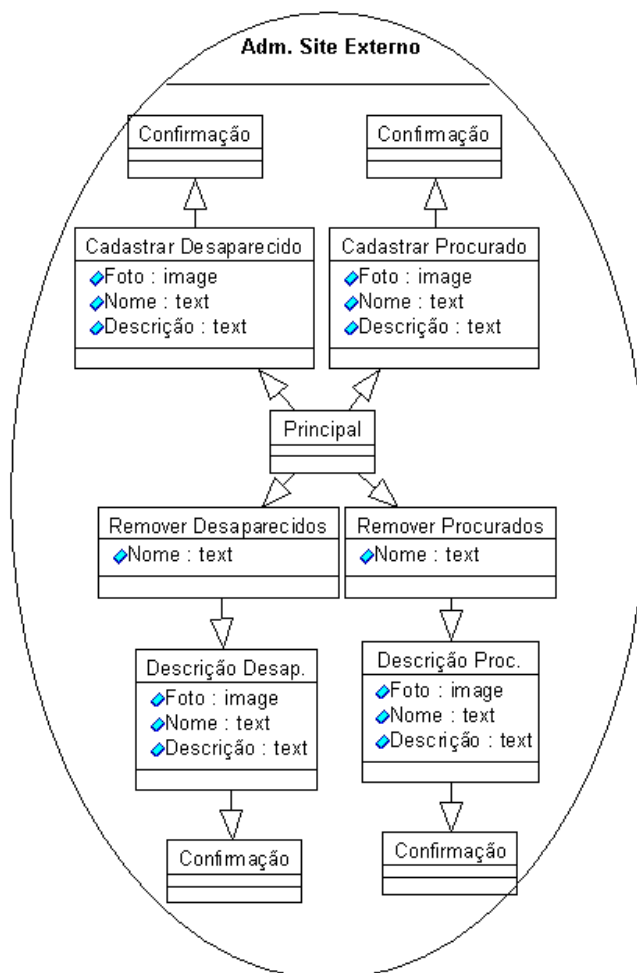 Adm. Site Externo
Confirmação
Confirmação
Cadastrar Desaparecido
Foto : image
Nome : text
Descrição : text
Cadastrar Procurado
Foto : image
Nome : text
Descrição : text
Principal
Remover Desaparecidos
Nome : text
Remover Procurados
Nome : text
Descrição Desap.
Foto : image
Nome : text
Descrição : text
Descrição Proc.
Foto : image
Nome : text
Descrição : text
Confirmação
Confirmação